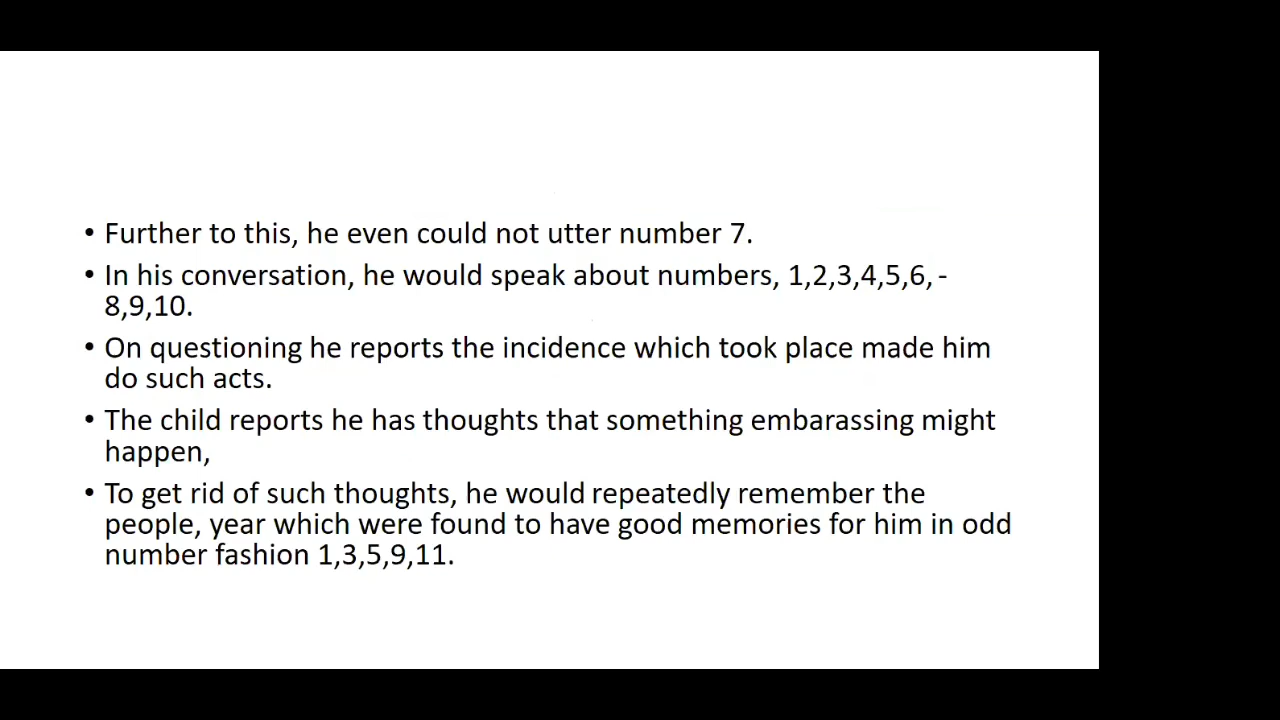 • Further to this, he even could not utter number 7.
• In his conversation, he would speak about numbers, 1,2,3,4,5,6, -
8,9,10.
• On questioning he reports the incidence which took place made him
do such acts.
• The child reports he has thoughts that something embarassing might
happen,
• To get rid of such thoughts, he would repeatedly remember the
people, year which were found to have good memories for him in odd
number fashion 1,3,5,9,11.